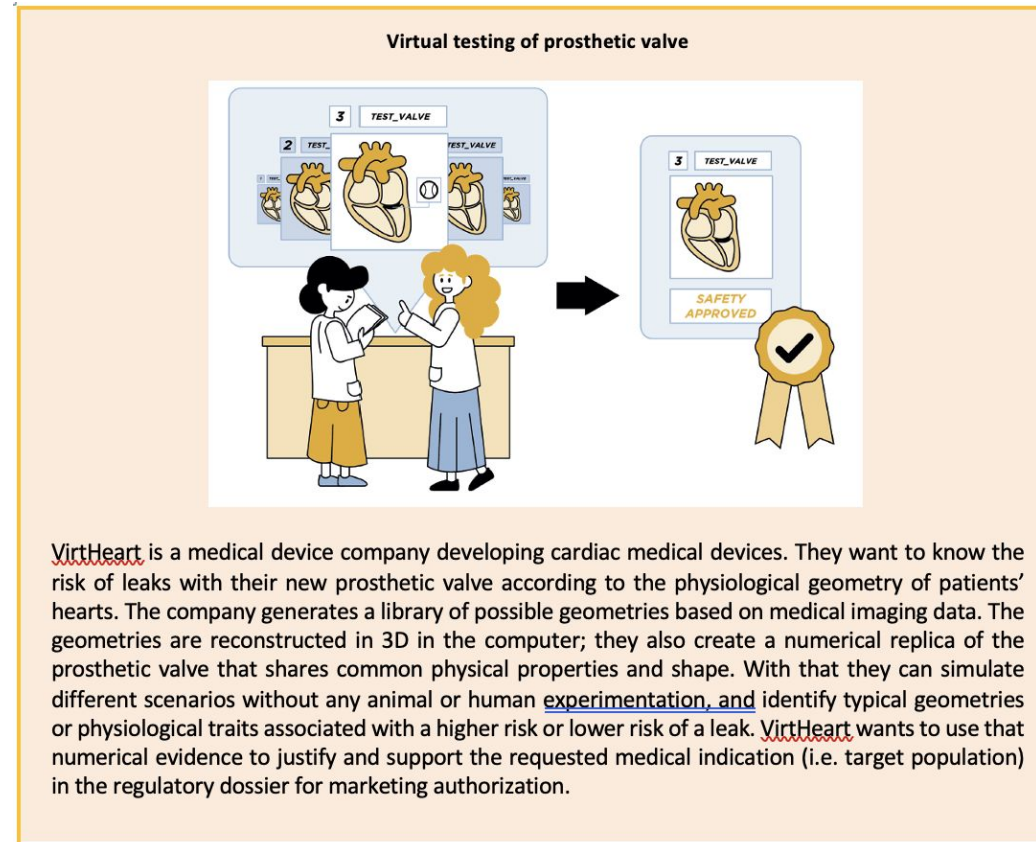 Virtual testing of prosthetic valve
3 TEST_VALVE
2 TEST_
TEST_VALVE
3 TEST_VALVE
SAFETY
APPROVED
VirtHeart is a medical device company developing cardiac medical devices. They want to know the
risk of leaks with their new prosthetic valve according to the physiological geometry of patients’
hearts. The company generates a library of possible geometries based on medical imaging data. The
geometries are reconstructed in 3D in the computer; they also create a numerical replica of the
prosthetic valve that shares common physical properties and shape. With that they can simulate
different scenarios without any animal or human experimentation, and identify typical geometries
or physiological traits associated with a higher risk or lower risk of a leak. VirtHeart wants to use that
numerical evidence to justify and support the requested medical indication (i.e. target population)
in the regulatory dossier for marketing authorization.